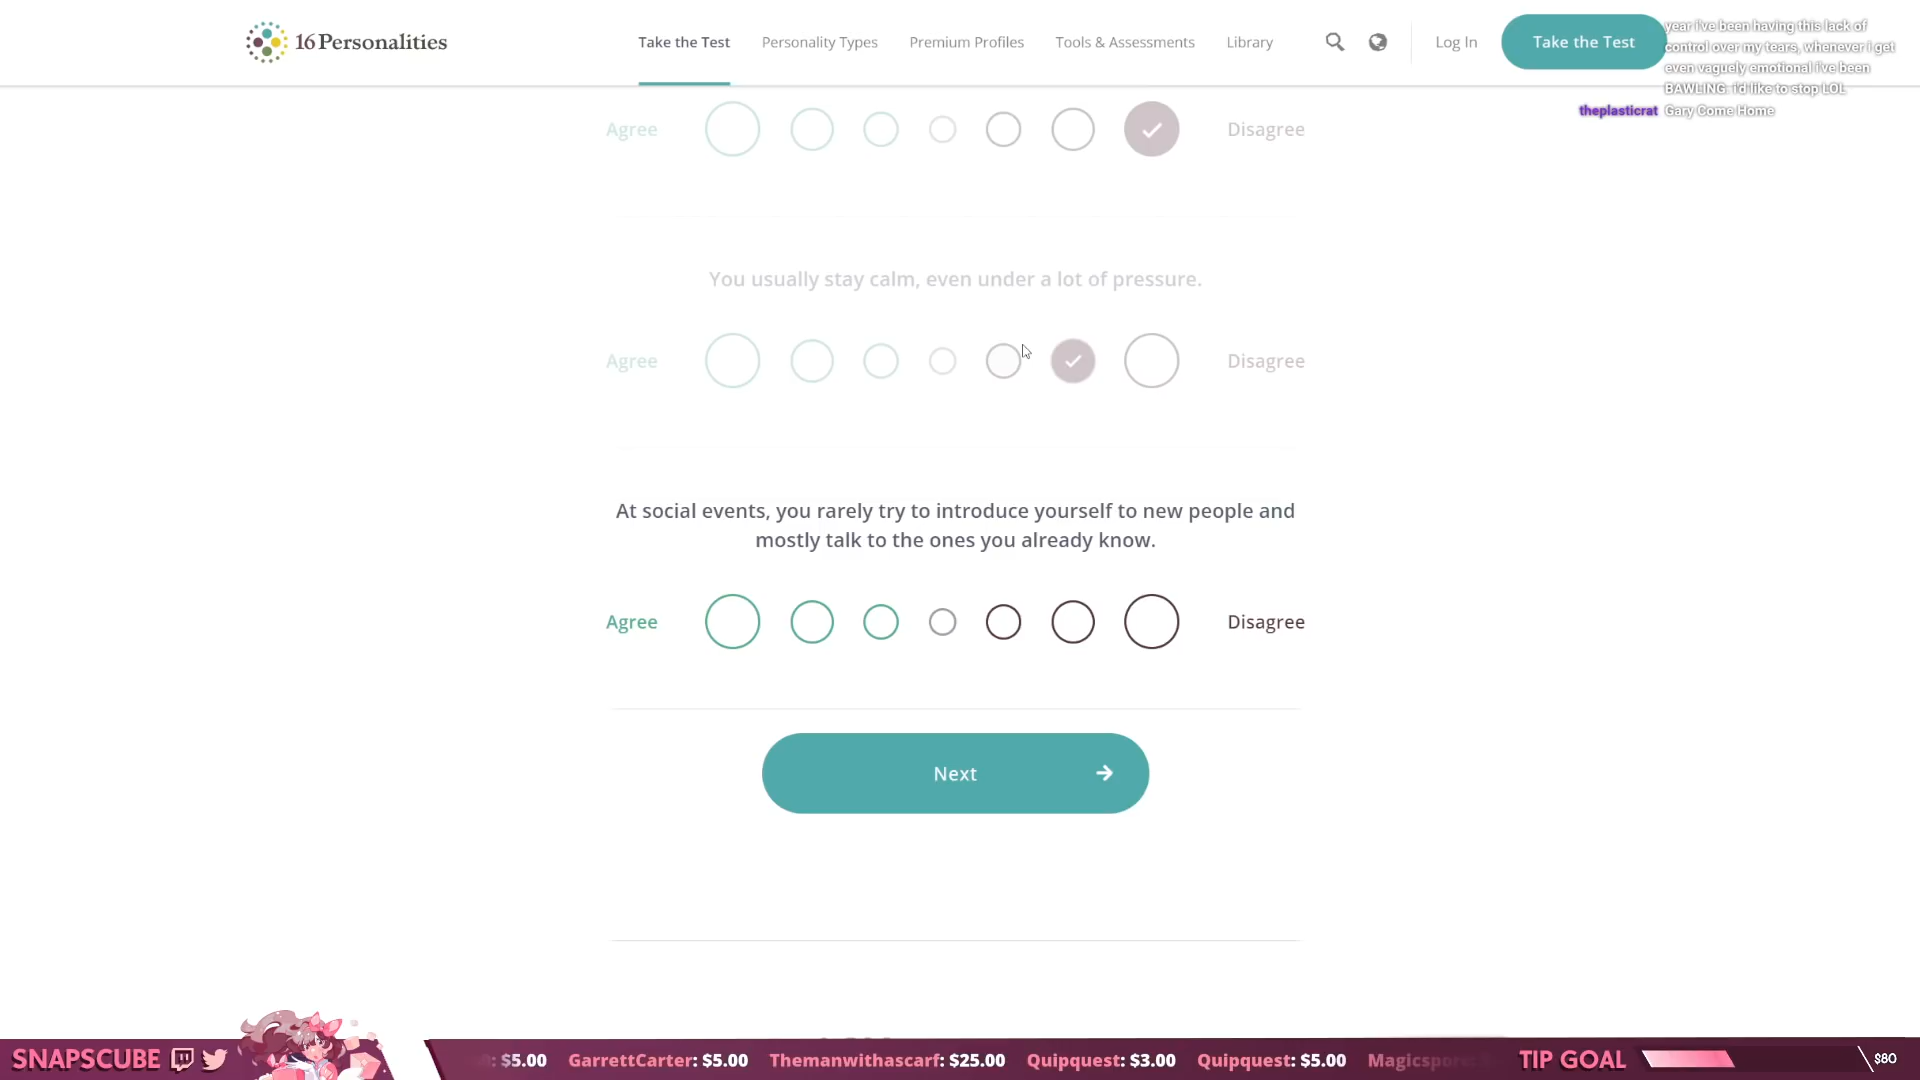 16Personalities
Take the Test
Personality Types
Premium Profiles
Tools & Assessments
Library
Log In
Take the Test
year i've been having this lack of
control over my tears, whenever i get
even vaguely emotional i've been
BAWLING; i'd like to stop LOL
theplasticrat Gary Come Home
Agree
Disagree
You usually stay calm, even under a lot of pressure.
Agree
Disagree
At social events, you rarely try to introduce yourself to new people and
mostly talk to the ones you already know.
Agree
Disagree
Next
SNAPSCUBE
: $5.00 GarrettCarter: $5.00 Themanwithascarf: $25.00 Quipquest: $3.00 Quipquest: $5.00
TIP GOAL
$80